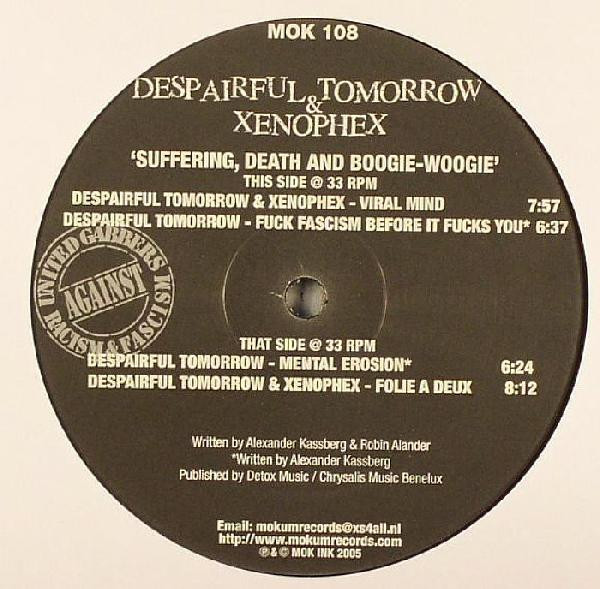 MOK 108
DESPAIRFUL TOMORROW
&
XENOPHEX
'SUFFERING, DEATH AND BOOGIE-WOOGIE'
THIS SIDE @ 33 RPM
DESPAIRFUL TOMORROW & XENOPHEX - VIRAL MIND 7:57
DESPAIRFUL TOMORROW - FUCK FASCISM BEFORE IT FUCKS YOU* 6:37
UNITED GABBERS
AGAINST
RACISM & FASCISM
THAT SIDE @ 33 RPM
DESPAIRFUL TOMORROW - MENTAL EROSION* 6:24
DESPAIRFUL TOMORROW & XENOPHEX - FOLIE A DEUX 8:12
Written by Alexander Kassberg & Robin Alander
*Written by Alexander Kassberg
Published by Detox Music / Chrysalis Music Benelux
Email: mokumrecords@xs4all.nl
http://www.mokumrecords.com
℗ & © MOK INK 2005